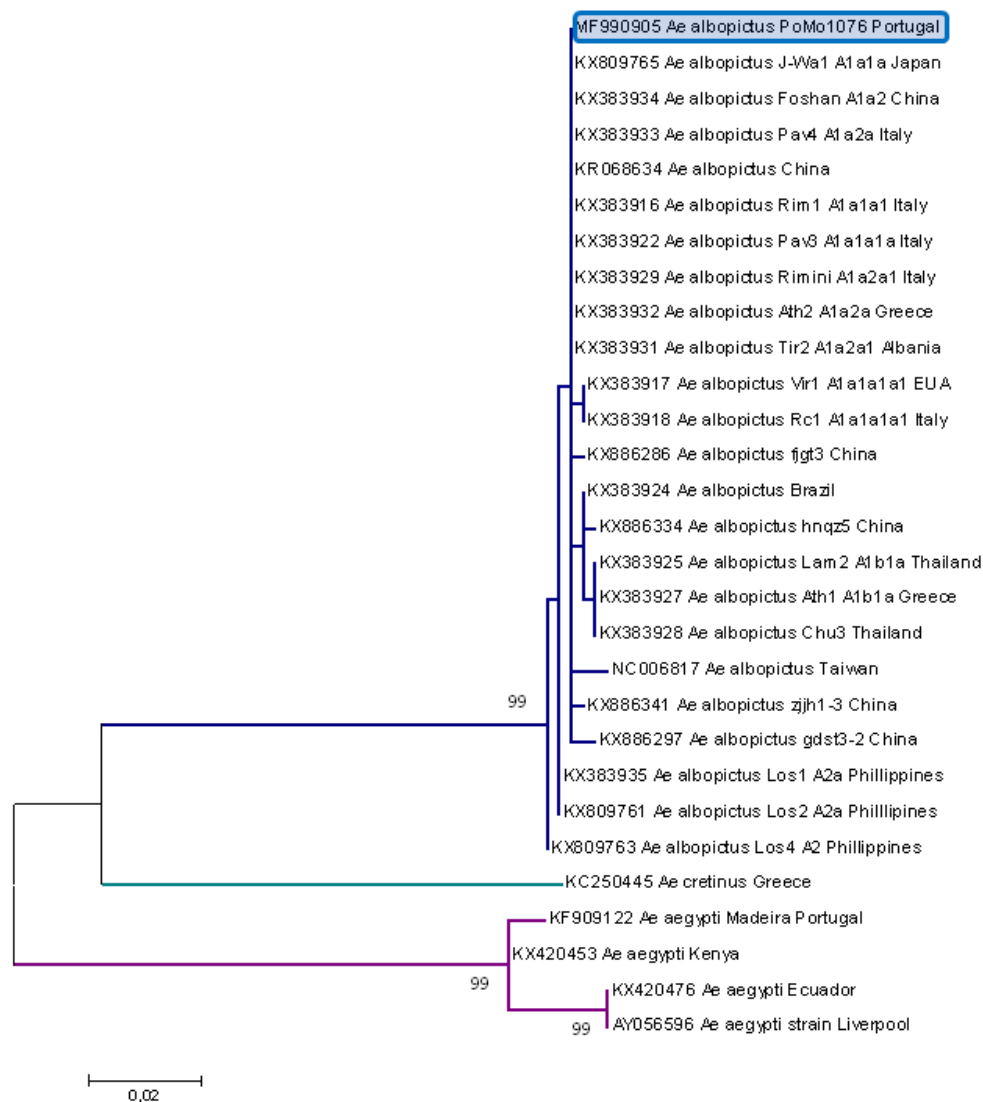 MF990905 Ae albopictus PoMo1076 Portugal
KX809765 Ae albopictus J-Wa1 A1a1a Japan
KX383934 Ae albopictus Foshan A1a2 China
KX383933 Ae albopictus Pav4 A1a2a Italy
KR068634 Ae albopictus China
KX383916 Ae albopictus Rim1 A1a1a1 Italy
KX383922 Ae albopictus Pav3 A1a1a1a Italy
KX383929 Ae albopictus Rimini A1a2a1 Italy
KX383932 Ae albopictus Ath2 A1a2a Greece
KX383931 Ae albopictus Tir2 A1a2a1 Albania
KX383917 Ae albopictus Vir1 A1a1a1a1 EUA
KX383918 Ae albopictus Rc1 A1a1a1a1 Italy
KX886286 Ae albopictus fjgt3 China
KX383924 Ae albopictus Brazil
KX886334 Ae albopictus hnqz5 China
KX383925 Ae albopictus Lam2 A1b1a Thailand
KX383927 Ae albopictus Ath1 A1b1a Greece
KX383928 Ae albopictus Chu3 Thailand
NC006817 Ae albopictus Taiwan
99
KX886341 Ae albopictus zjjh1-3 China
KX886297 Ae albopictus gdst3-2 China
KX383935 Ae albopictus Los1 A2a Phillippines
KX809761 Ae albopictus Los2 A2a Philllipines
KX809763 Ae albopictus Los4 A2 Phillippines
KC250445 Ae cretinus Greece
KF909122 Ae aegypti Madeira Portugal
KX420453 Ae aegypti Kenya
99
KX420476 Ae aegypti Ecuador
99
AY056596 Ae aegypti strain Liverpool
0,02